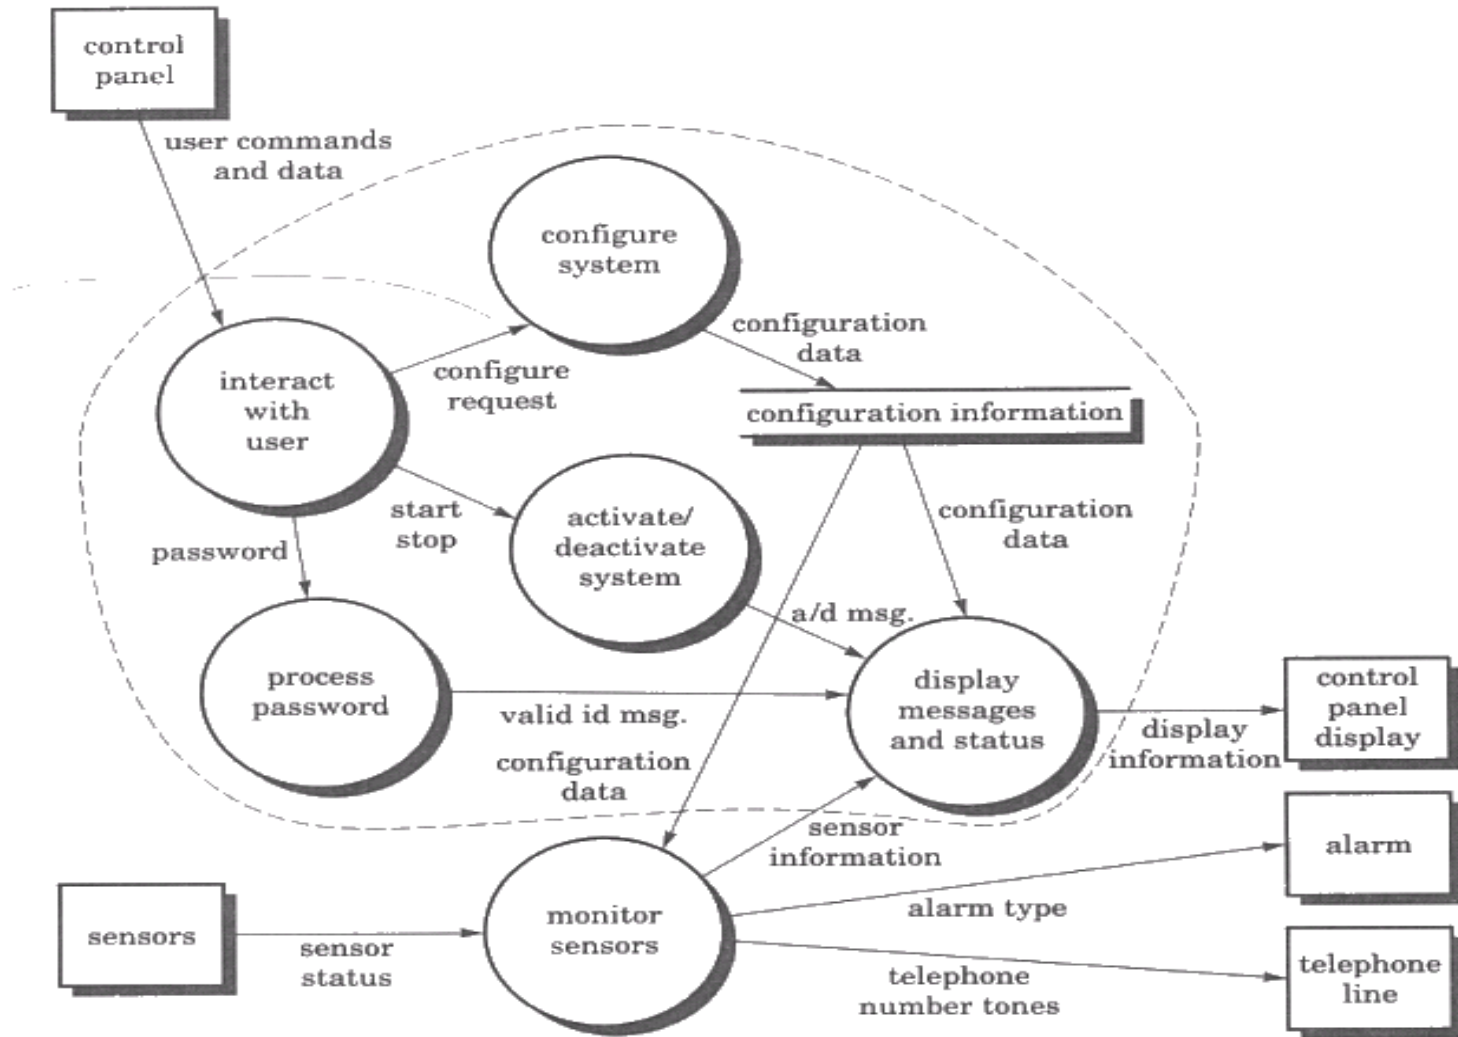 control
panel
user commands
and data
configure
system
configuration
data
interact
with
user
configure
request
configuration information
start
stop
activate/
deactivate
system
configuration
data
password
a/d msg.
process
password
valid id msg.
display
messages
and status
control
panel
display
display
information
configuration
data
sensor
information
alarm
alarm type
sensors
sensor
status
monitor
sensors
telephone
number tones
telephone
line